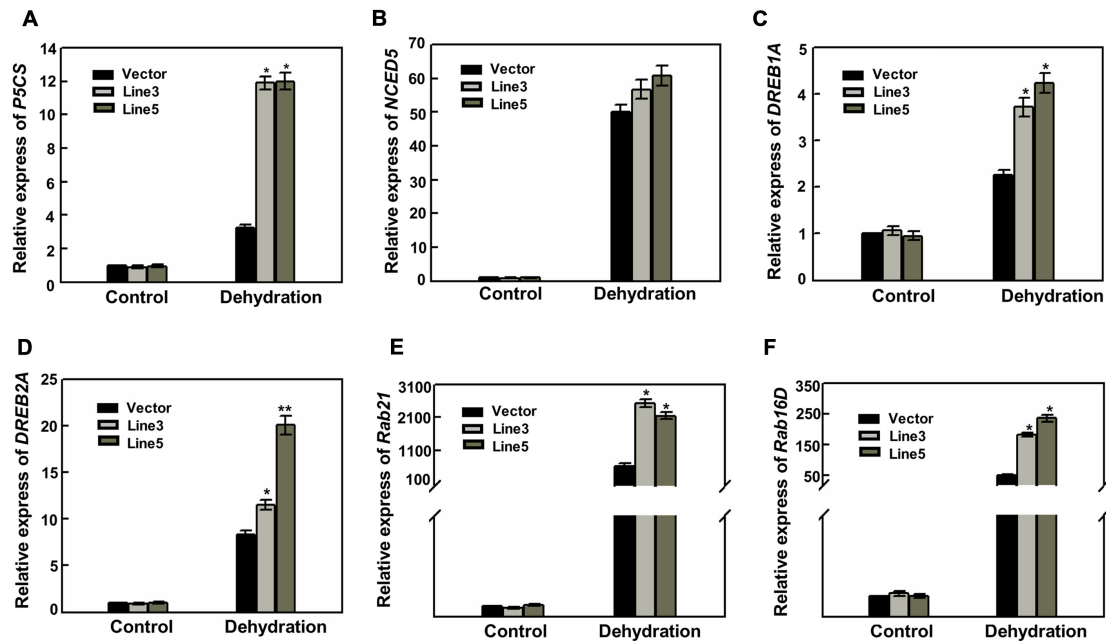 A
Relative express of P5CS
14
12
10
8
6
4
2
0
Vector
Line3
Line5
* *
Control Dehydration
B
Relative express of NCED5
70
60
50
40
30
20
10
0
Vector
Line3
Line5
Control Dehydration
C
Relative express of DREB1A
5
4
3
2
1
0
Vector
Line3
Line5
* *
Control Dehydration
D
Relative express of DREB2A
25
20
15
10
5
0
Vector
Line3
Line5
* **
Control Dehydration
E
Relative express of Rab21
3100
2100
1100
100
Vector
Line3
Line5
* *
Control Dehydration
F
Relative express of Rab16D
350
250
150
50
Vector
Line3
Line5
* *
Control Dehydration